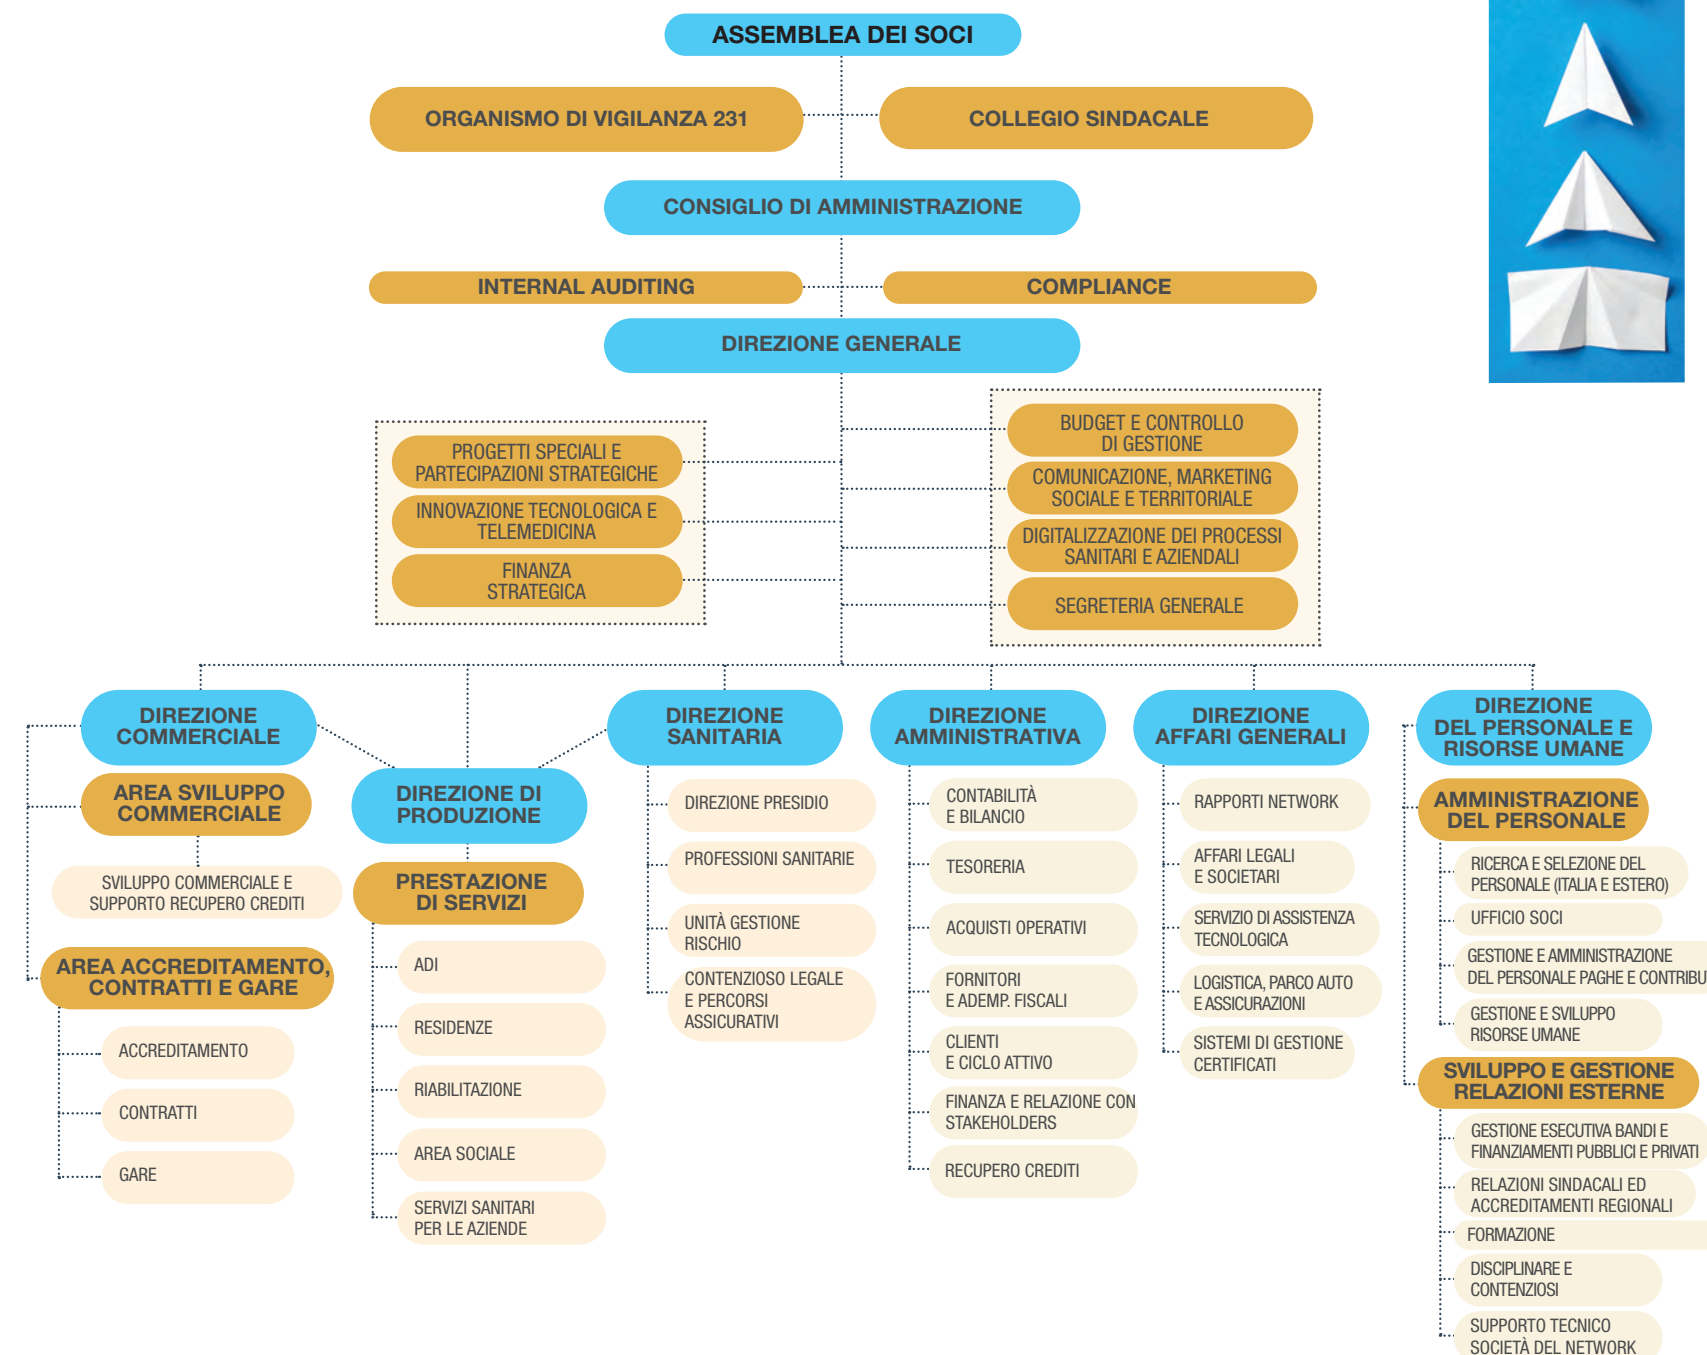 ASSEMBLEA DEI SOCI
ORGANISMO DI VIGILANZA 231
COLLEGIO SINDACALE
CONSIGLIO DI AMMINISTRAZIONE
INTERNAL AUDITING
COMPLIANCE
DIREZIONE GENERALE
PROGETTI SPECIALI E
PARTECIPAZIONI STRATEGICHE
INNOVAZIONE TECNOLOGICA E
TELEMEDICINA
FINANZA
STRATEGICA
BUDGET E CONTROLLO
DI GESTIONE
COMUNICAZIONE, MARKETING
SOCIALE E TERRITORIALE
DIGITALIZZAZIONE DEI PROCESSI
SANITARI E AZIENDALI
SEGRETERIA GENERALE
DIREZIONE
COMMERCIALE
AREA SVILUPPO
COMMERCIALE
SVILUPPO COMMERCIALE E
SUPPORTO RECUPERO CREDITI
AREA ACCREDITAMENTO,
CONTRATTI E GARE
ACCREDITAMENTO
CONTRATTI
GARE
DIREZIONE DI
PRODUZIONE
PRESTAZIONE
DI SERVIZI
ADI
RESIDENZE
RIABILITAZIONE
AREA SOCIALE
SERVIZI SANITARI
PER LE AZIENDE
DIREZIONE
SANITARIA
DIREZIONE PRESIDIO
PROFESSIONI SANITARIE
UNITÀ GESTIONE
RISCHIO
CONTENZIOSO LEGALE
E PERCORSI
ASSICURATIVI
DIREZIONE
AMMINISTRATIVA
CONTABILITÀ
E BILANCIO
TESORERIA
ACQUISTI OPERATIVI
FORNITORI
E ADEMP. FISCALI
CLIENTI
E CICLO ATTIVO
FINANZA E RELAZIONE CON
STAKEHOLDERS
RECUPERO CREDITI
DIREZIONE
AFFARI GENERALI
RAPPORTI NETWORK
AFFARI LEGALI
E SOCIETARI
SERVIZIO DI ASSISTENZA
TECNOLOGICA
LOGISTICA, PARCO AUTO
E ASSICURAZIONI
SISTEMI DI GESTIONE
CERTIFICATI
DIREZIONE
DEL PERSONALE E
RISORSE UMANE
AMMINISTRAZIONE
DEL PERSONALE
RICERCA E SELEZIONE DEL
PERSONALE (ITALIA E ESTERO)
UFFICIO SOCI
GESTIONE E AMMINISTRAZIONE
DEL PERSONALE PAGHE E CONTRIBU
GESTIONE E SVILUPPO
RISORSE UMANE
SVILUPPO E GESTIONE
RELAZIONI ESTERNE
GESTIONE ESECUTIVA BANDI E
FINANZIAMENTI PUBBLICI E PRIVATI
RELAZIONI SINDACALI ED
ACCREDITAMENTI REGIONALI
FORMAZIONE
DISCIPLINARE E
CONTENZIOSI
SUPPORTO TECNICO
SOCIETÀ DEL NETWORK